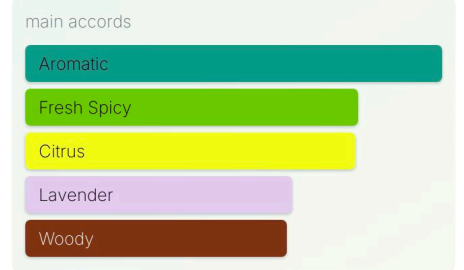 main accords
Aromatic
Fresh Spicy
Citrus
Lavender
Woody